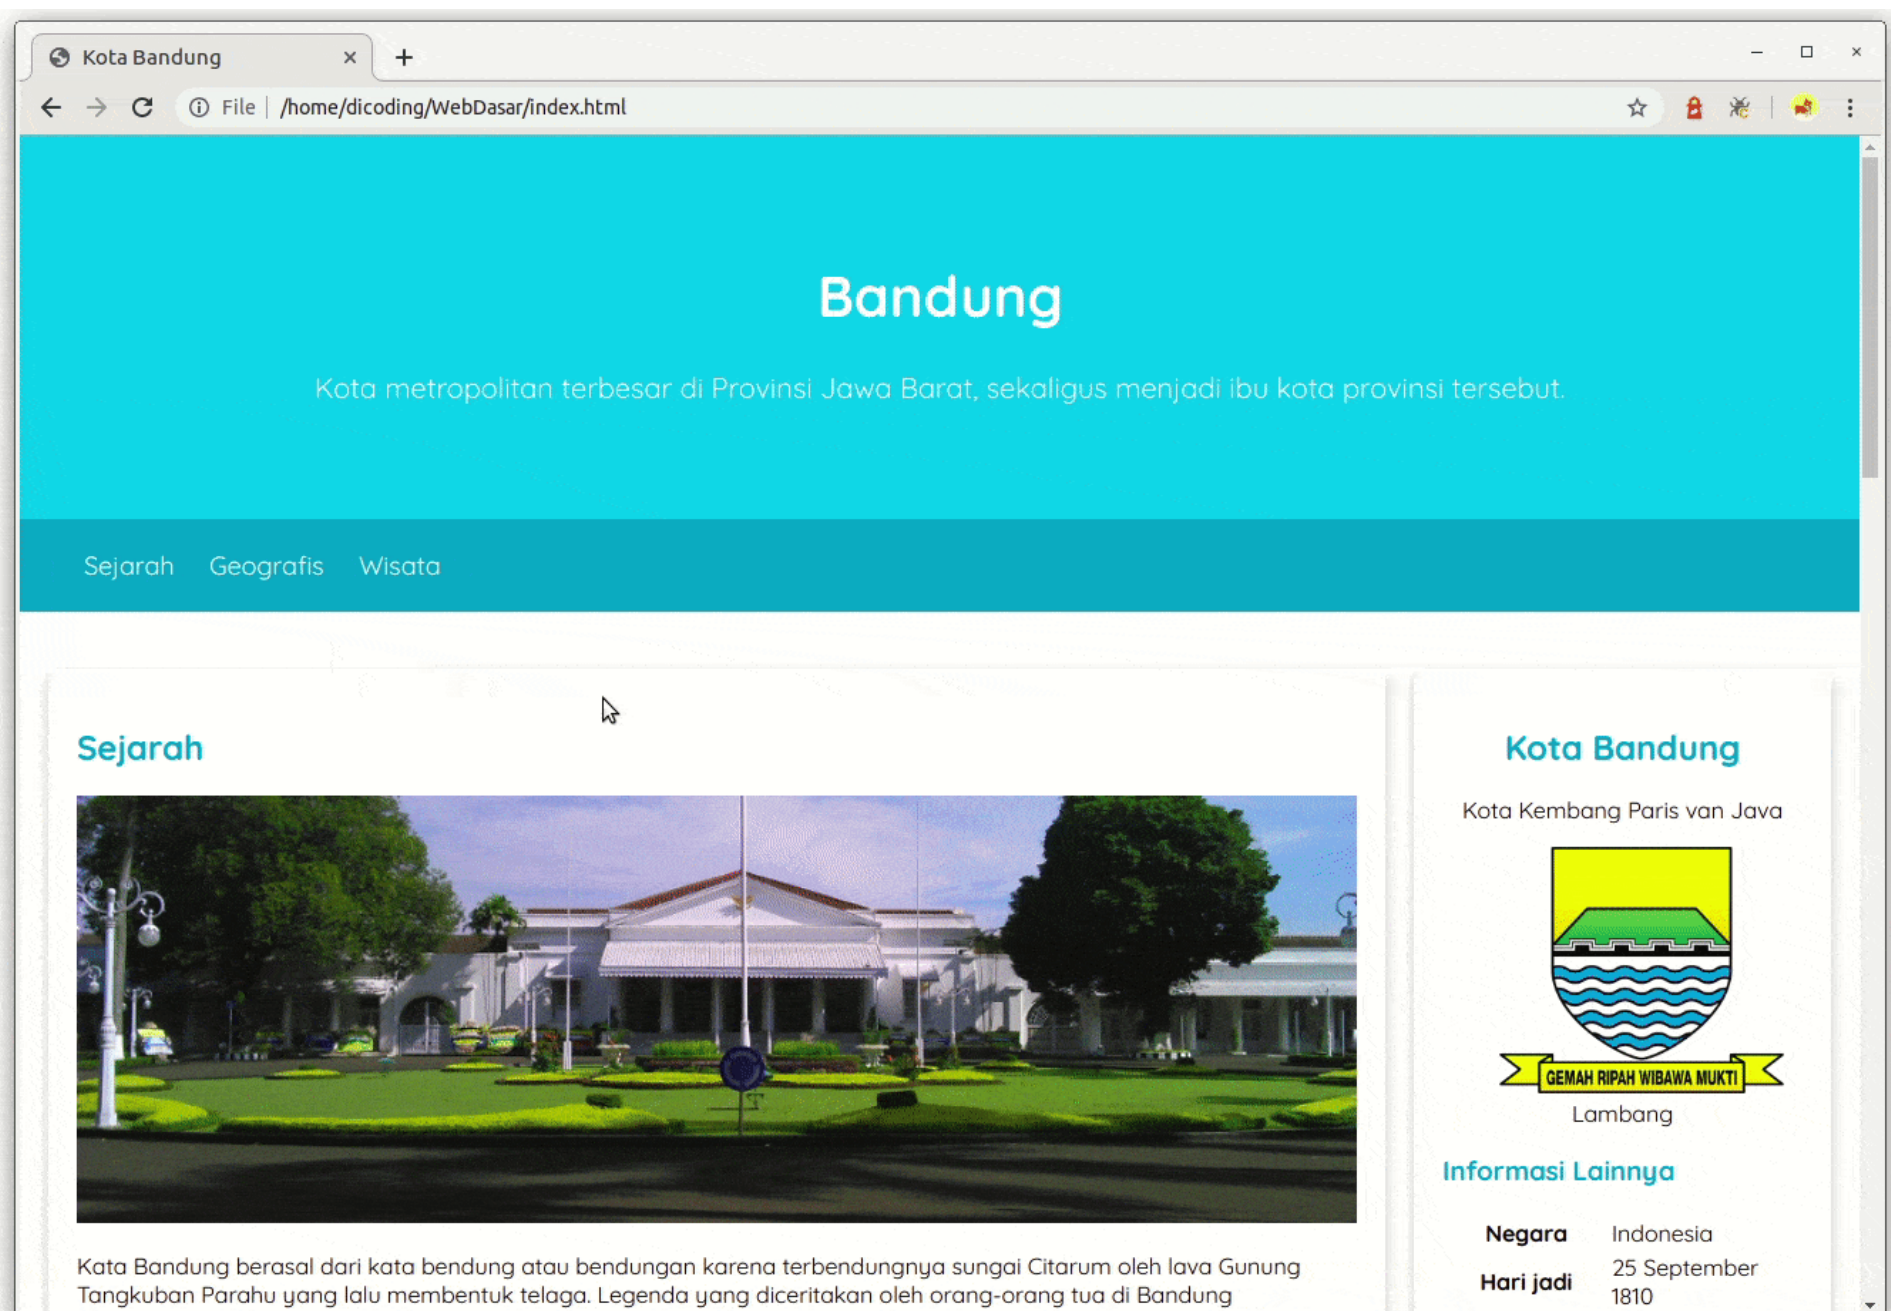 Kota Bandung
File
/home/dicoding/WebDasar/index.html
Bandung
Kota metropolitan terbesar di Provinsi Jawa Barat, sekaligus menjadi ibu kota provinsi tersebut.
Sejarah
Geografis
Wisata
Sejarah
Kata Bandung berasal dari kata bendung atau bendungan karena terbendungnya sungai Citarum oleh lava Gunung
Tangkuban Parahu yang lalu membentuk telaga. Legenda yang diceritakan oleh orang-orang tua di Bandung
Kota Bandung
Kota Kembang Paris van Java
GEMAH RIPAH WIBAWA MUKTI
Lambang
Informasi Lainnya
Negara Indonesia
Hari jadi 25 September
1810